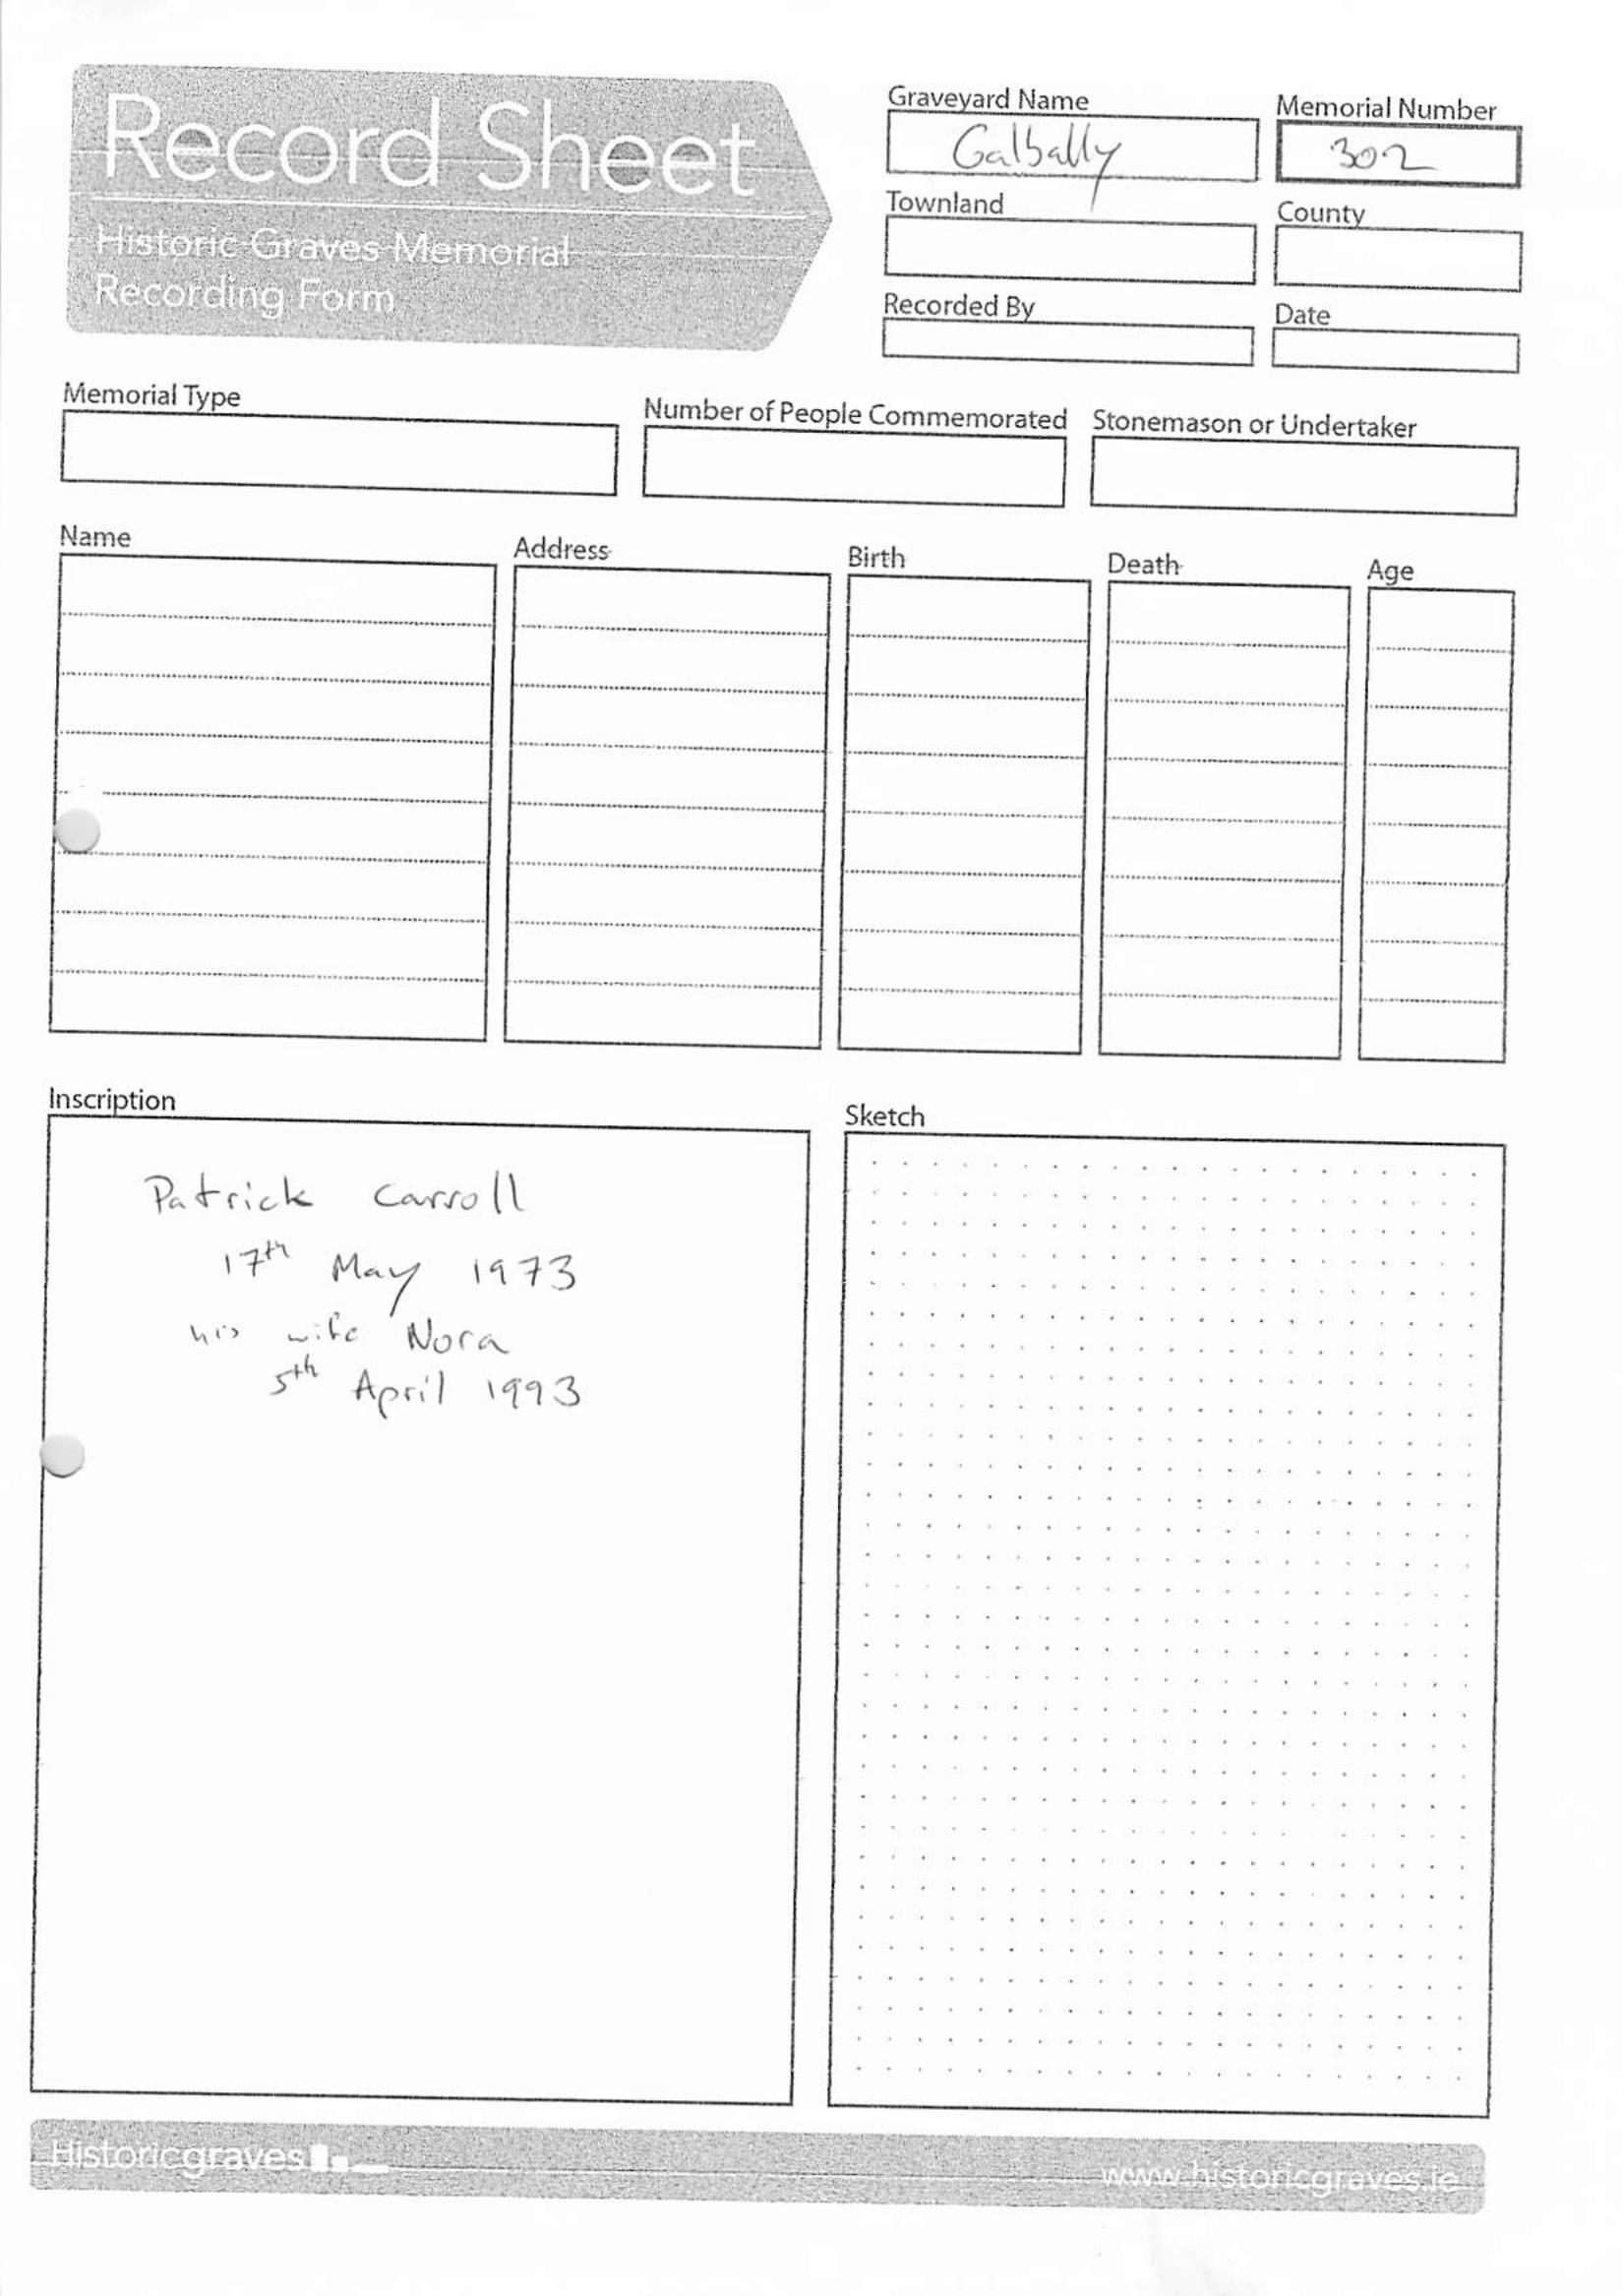 Record Sheet
Historic Graves Memorial
Recording Form
Graveyard Name
Galbally
Memorial Number
302
Townland
County
Recorded By
Date
Memorial Type
Number of People Commemorated
Stonemason or Undertaker
Name
Address
Birth
Death
Age
Inscription
Patrick Carroll
17th May 1973
his wife Nora
5th April 1993
Sketch
Historicgraves
www.historicgraves.ie